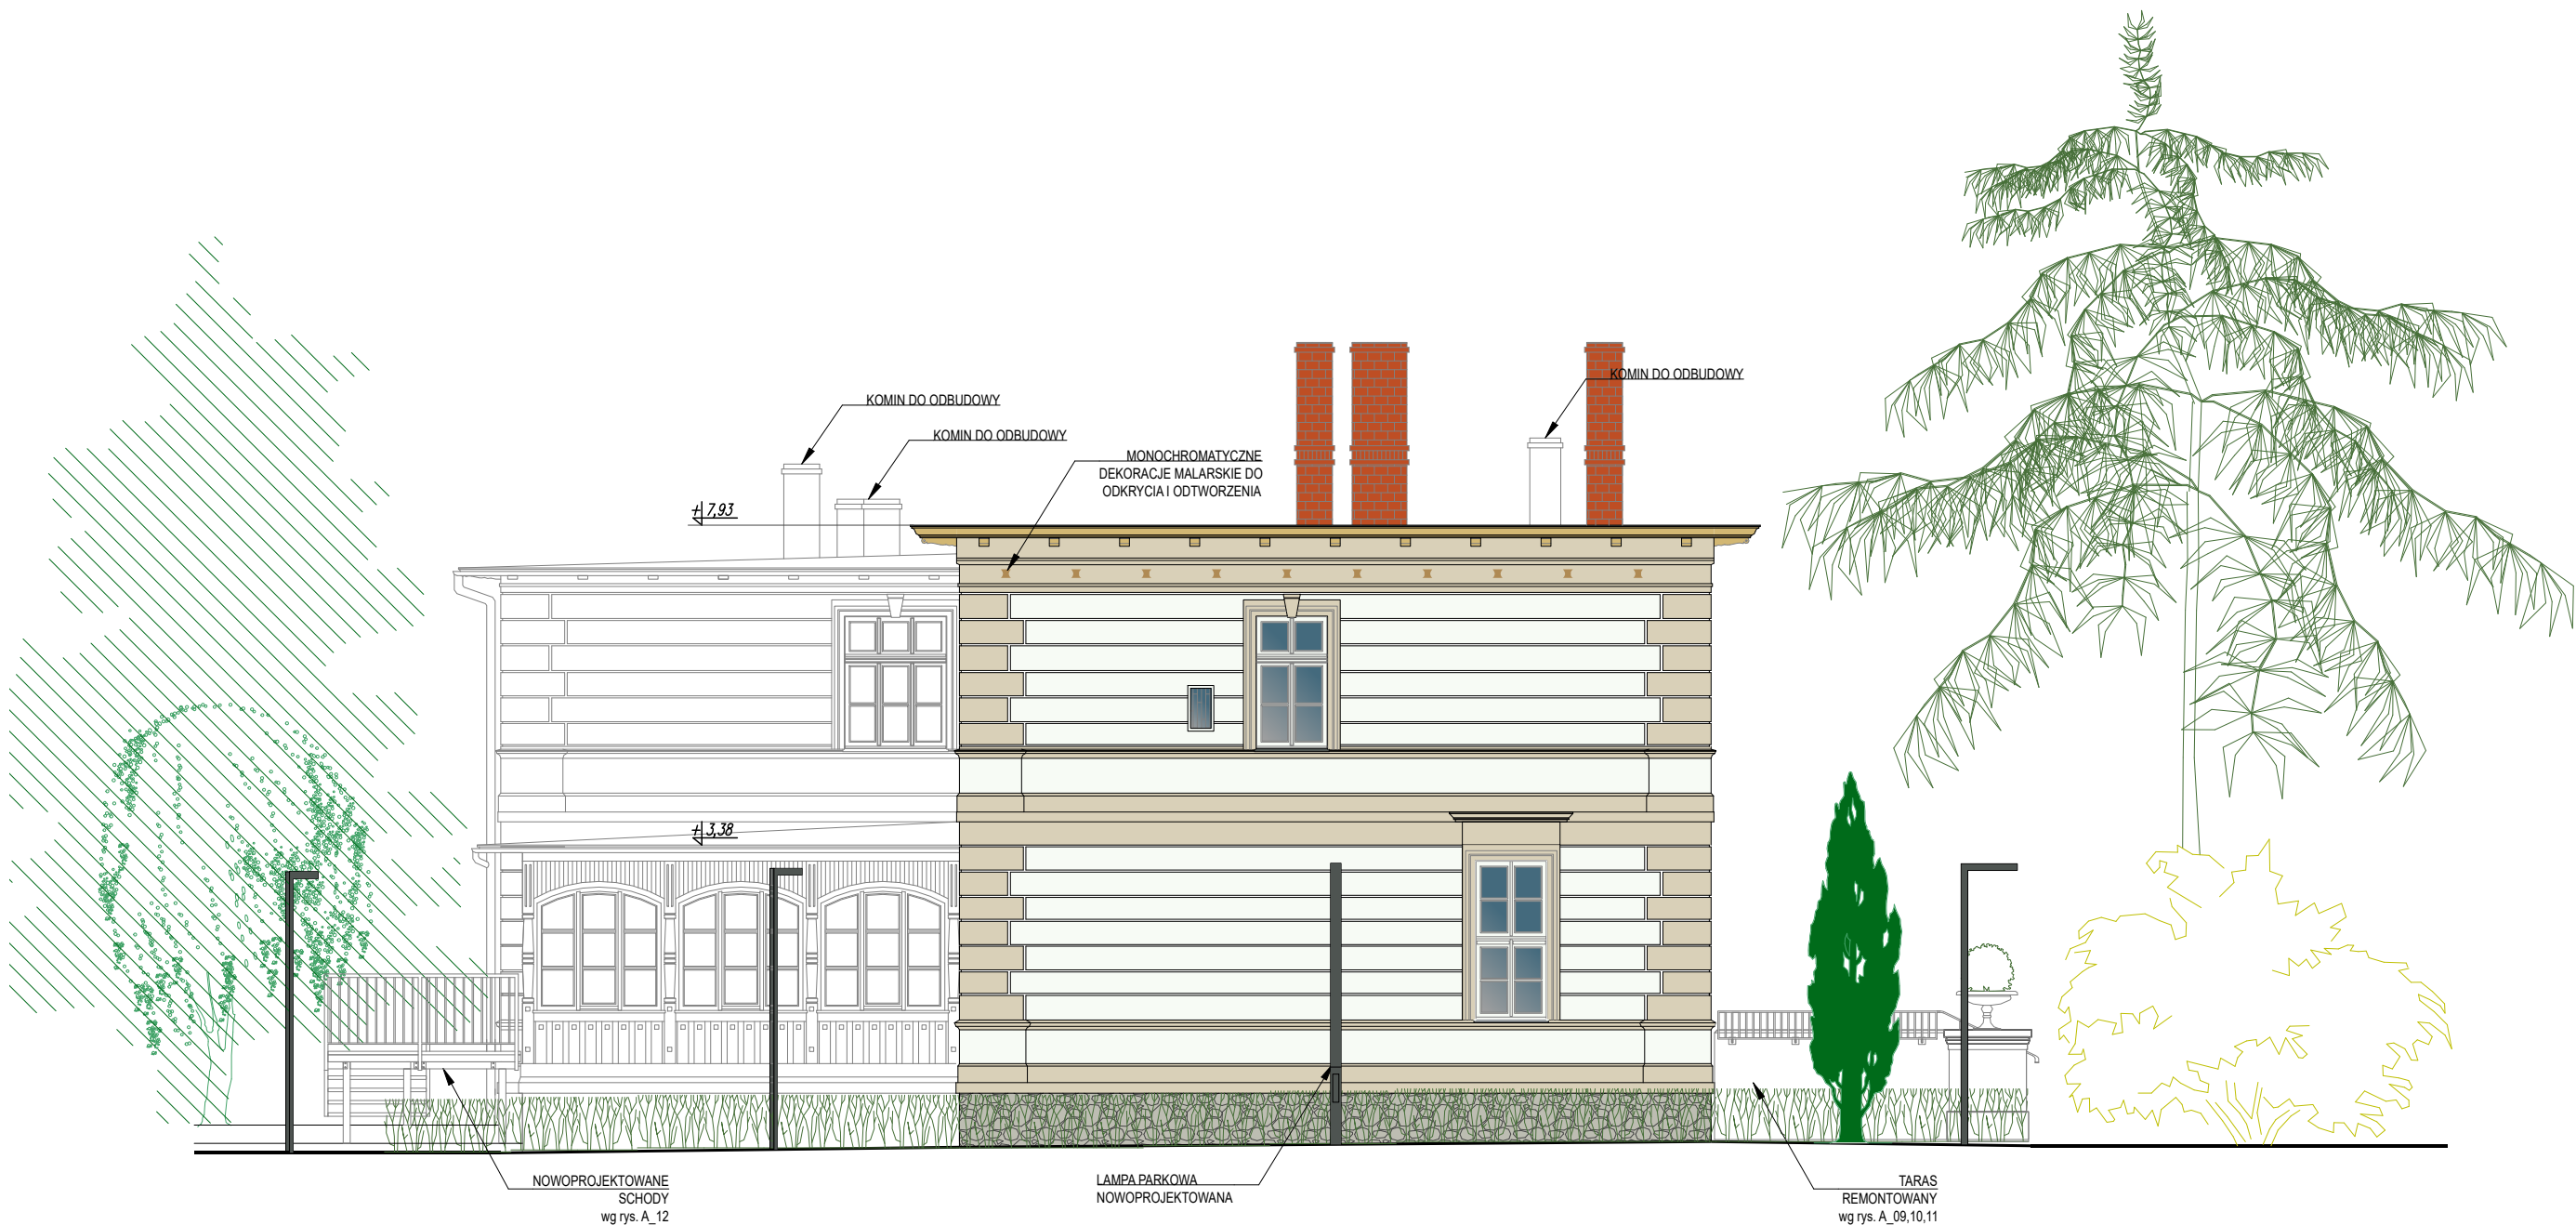 KOMIN DO ODBUDOWY
KOMIN DO ODBUDOWY
KOMIN DO ODBUDOWY
MONOCHROMATYCZNE
DEKORACJE MALARSKIE DO
ODKRYCIA I ODTWORZENIA
+ 7,93
+ 3,38
NOWOPROJEKTOWANE
SCHODY
wg rys. A_12
LAMPA PARKOWA
NOWOPROJEKTOWANA
TARAS
REMONTOWANY
wg rys. A_09,10,11